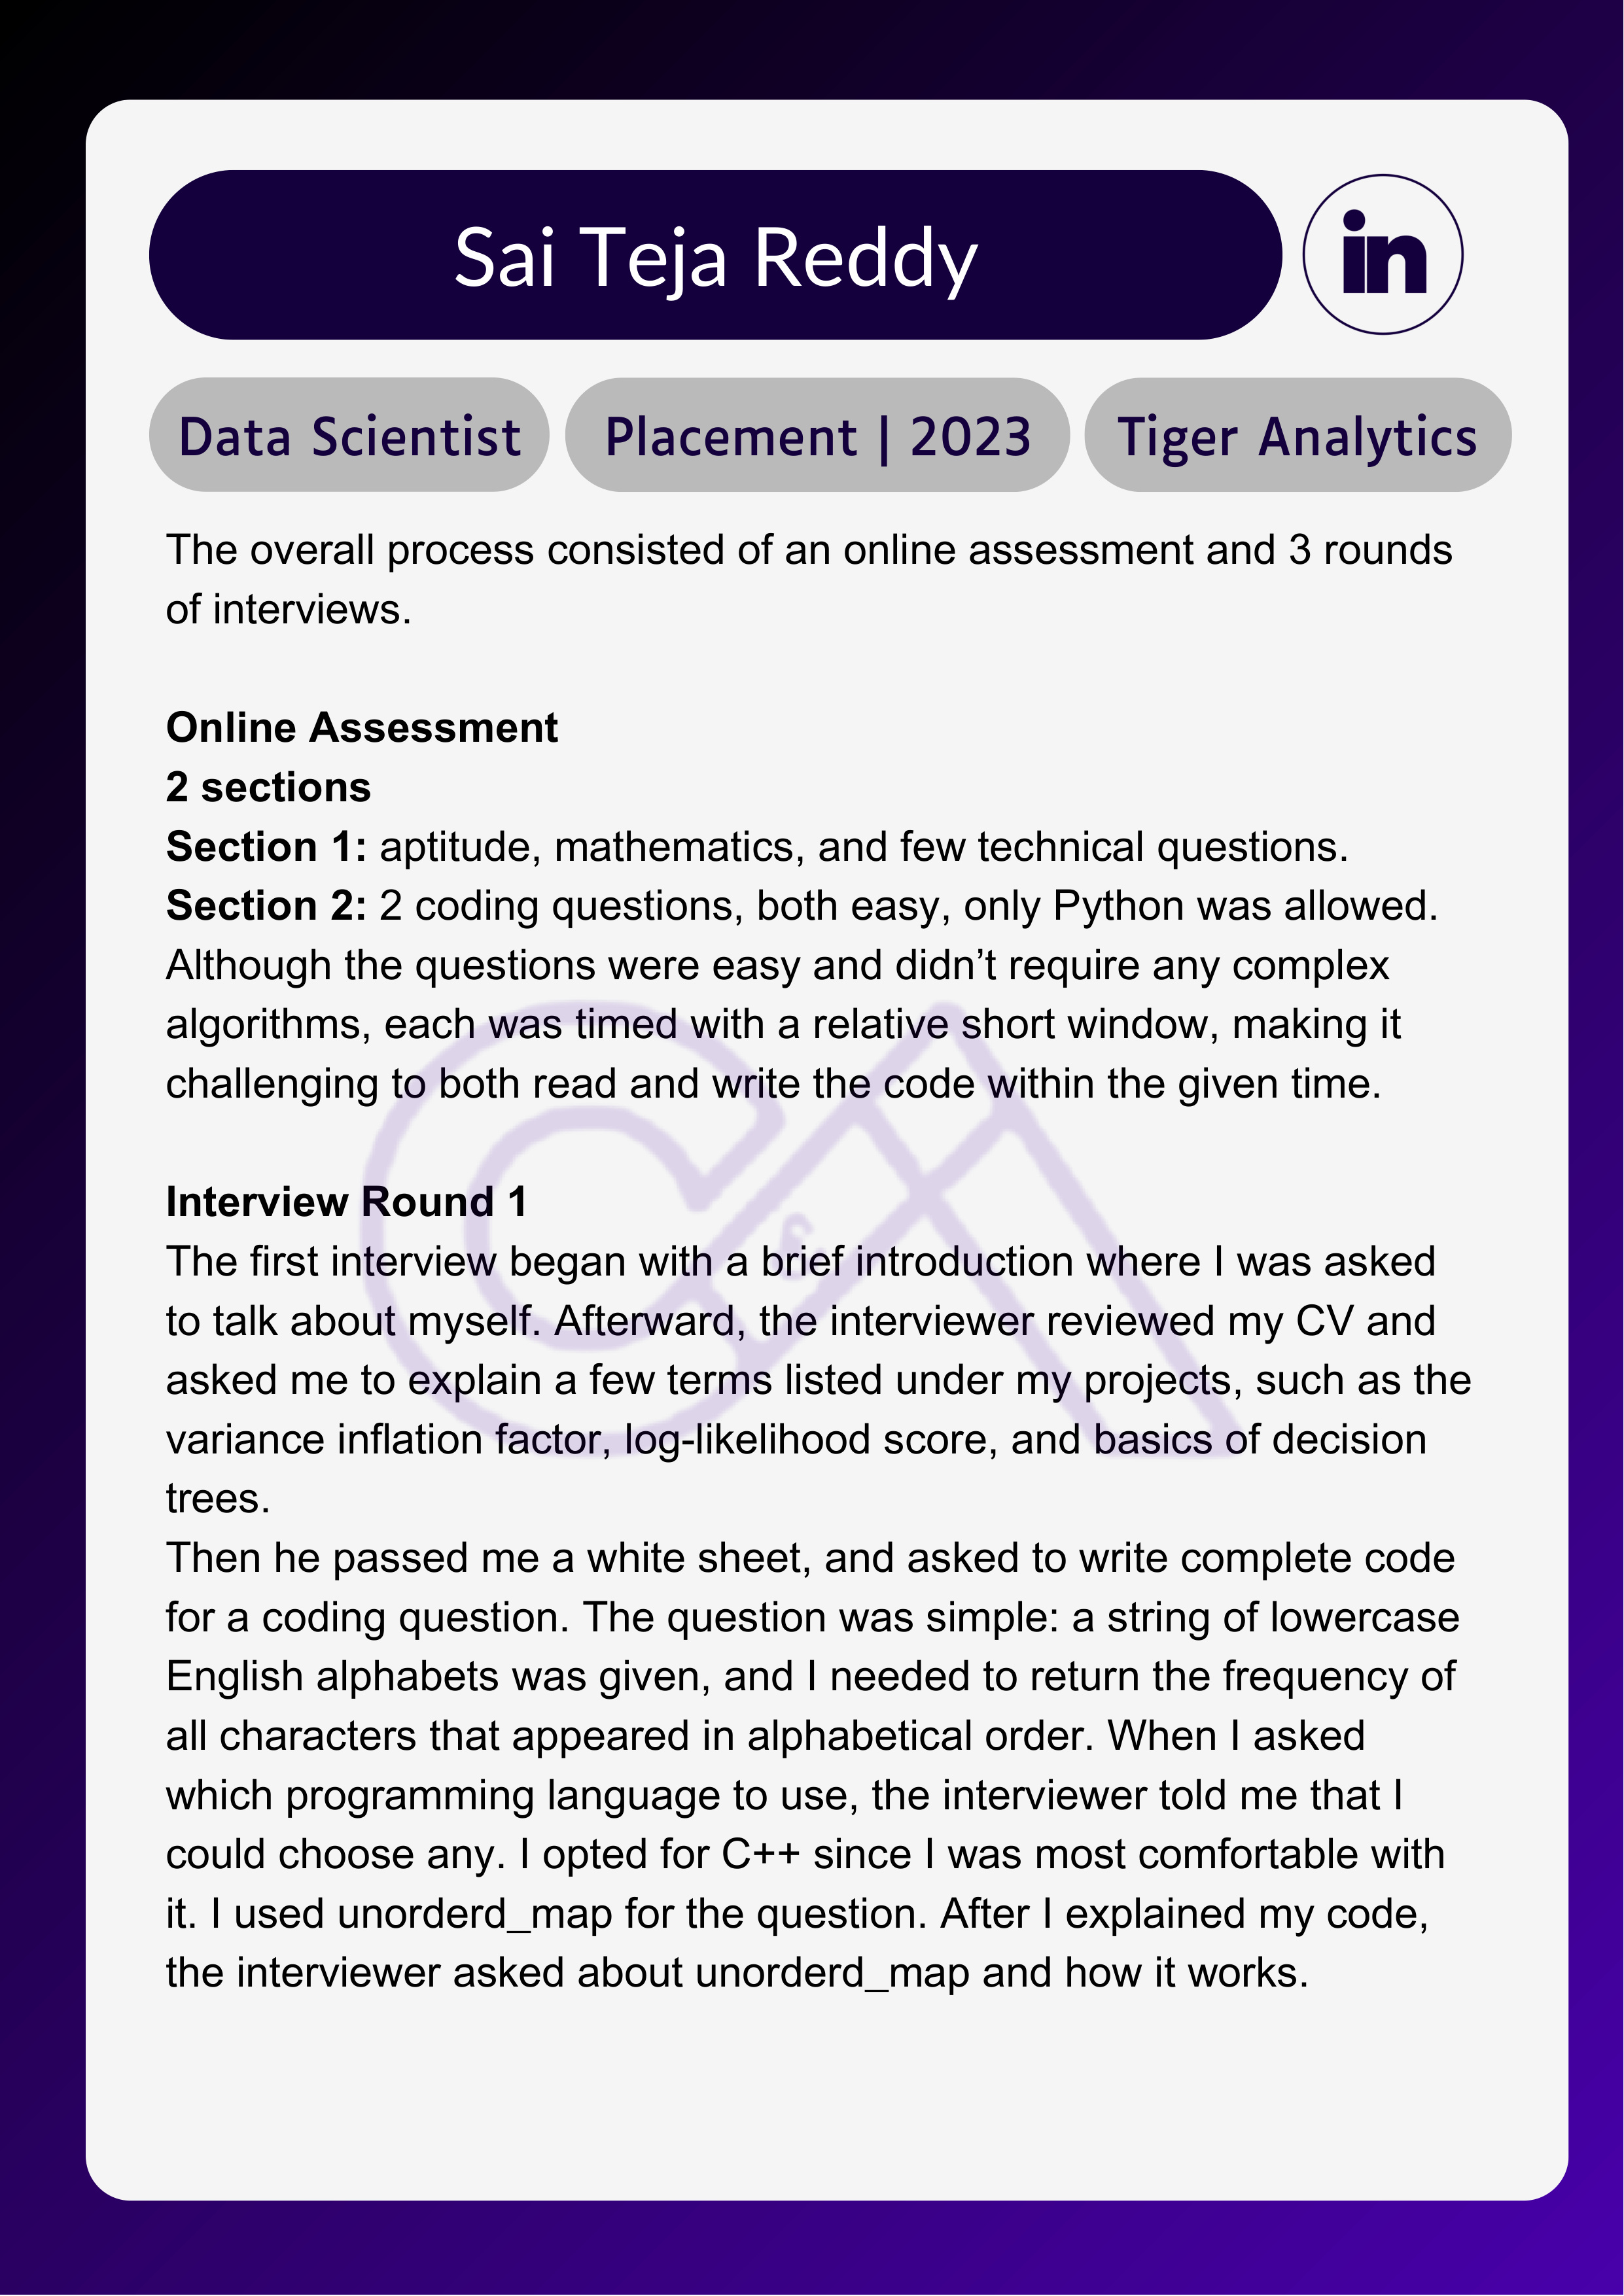 Sai Teja Reddy
in
Data Scientist
Placement | 2023
Tiger Analytics
The overall process consisted of an online assessment and 3 rounds
of interviews.
Online Assessment
2 sections
Section 1: aptitude, mathematics, and few technical questions.
Section 2: 2 coding questions, both easy, only Python was allowed.
Although the questions were easy and didn’t require any complex
algorithms, each was timed with a relative short window, making it
challenging to both read and write the code within the given time.
Interview Round 1
The first interview began with a brief introduction where I was asked
to talk about myself. Afterward, the interviewer reviewed my CV and
asked me to explain a few terms listed under my projects, such as the
variance inflation factor, log-likelihood score, and basics of decision
trees.
Then he passed me a white sheet, and asked to write complete code
for a coding question. The question was simple: a string of lowercase
English alphabets was given, and I needed to return the frequency of
all characters that appeared in alphabetical order. When I asked
which programming language to use, the interviewer told me that I
could choose any. I opted for C++ since I was most comfortable with
it. I used unorderd_map for the question. After I explained my code,
the interviewer asked about unorderd_map and how it works.